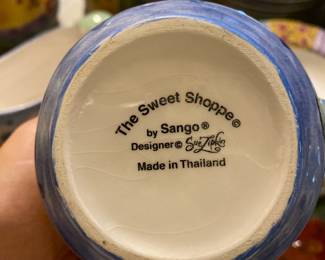 The Sweet Shoppe©
by Sango®
Designer© Sue Zipkin
Made in Thailand